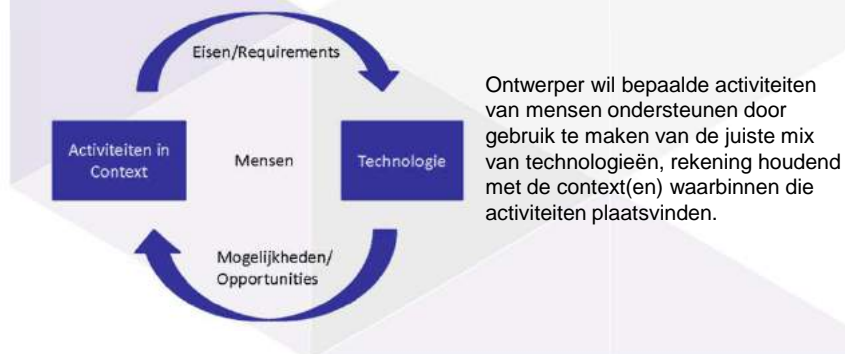 Eisen/Requirements
Activiteiten in
Context
Mensen
Technologie
Mogelijkheden/
Opportunities
Ontwerper wil bepaalde activiteiten
van mensen ondersteunen door
gebruik te maken van de juiste mix
van technologieën, rekening houdend
met de context(en) waarbinnen die
activiteiten plaatsvinden.